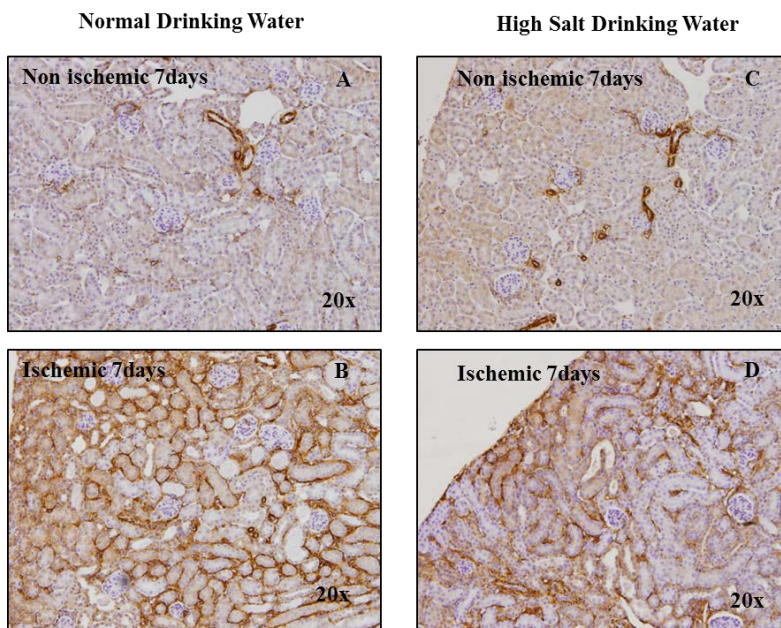 Normal Drinking Water
High Salt Drinking Water
Non ischemic 7days A
Non ischemic 7days C
20x
20x
Ischemic 7days B
Ischemic 7days D
20x
20x